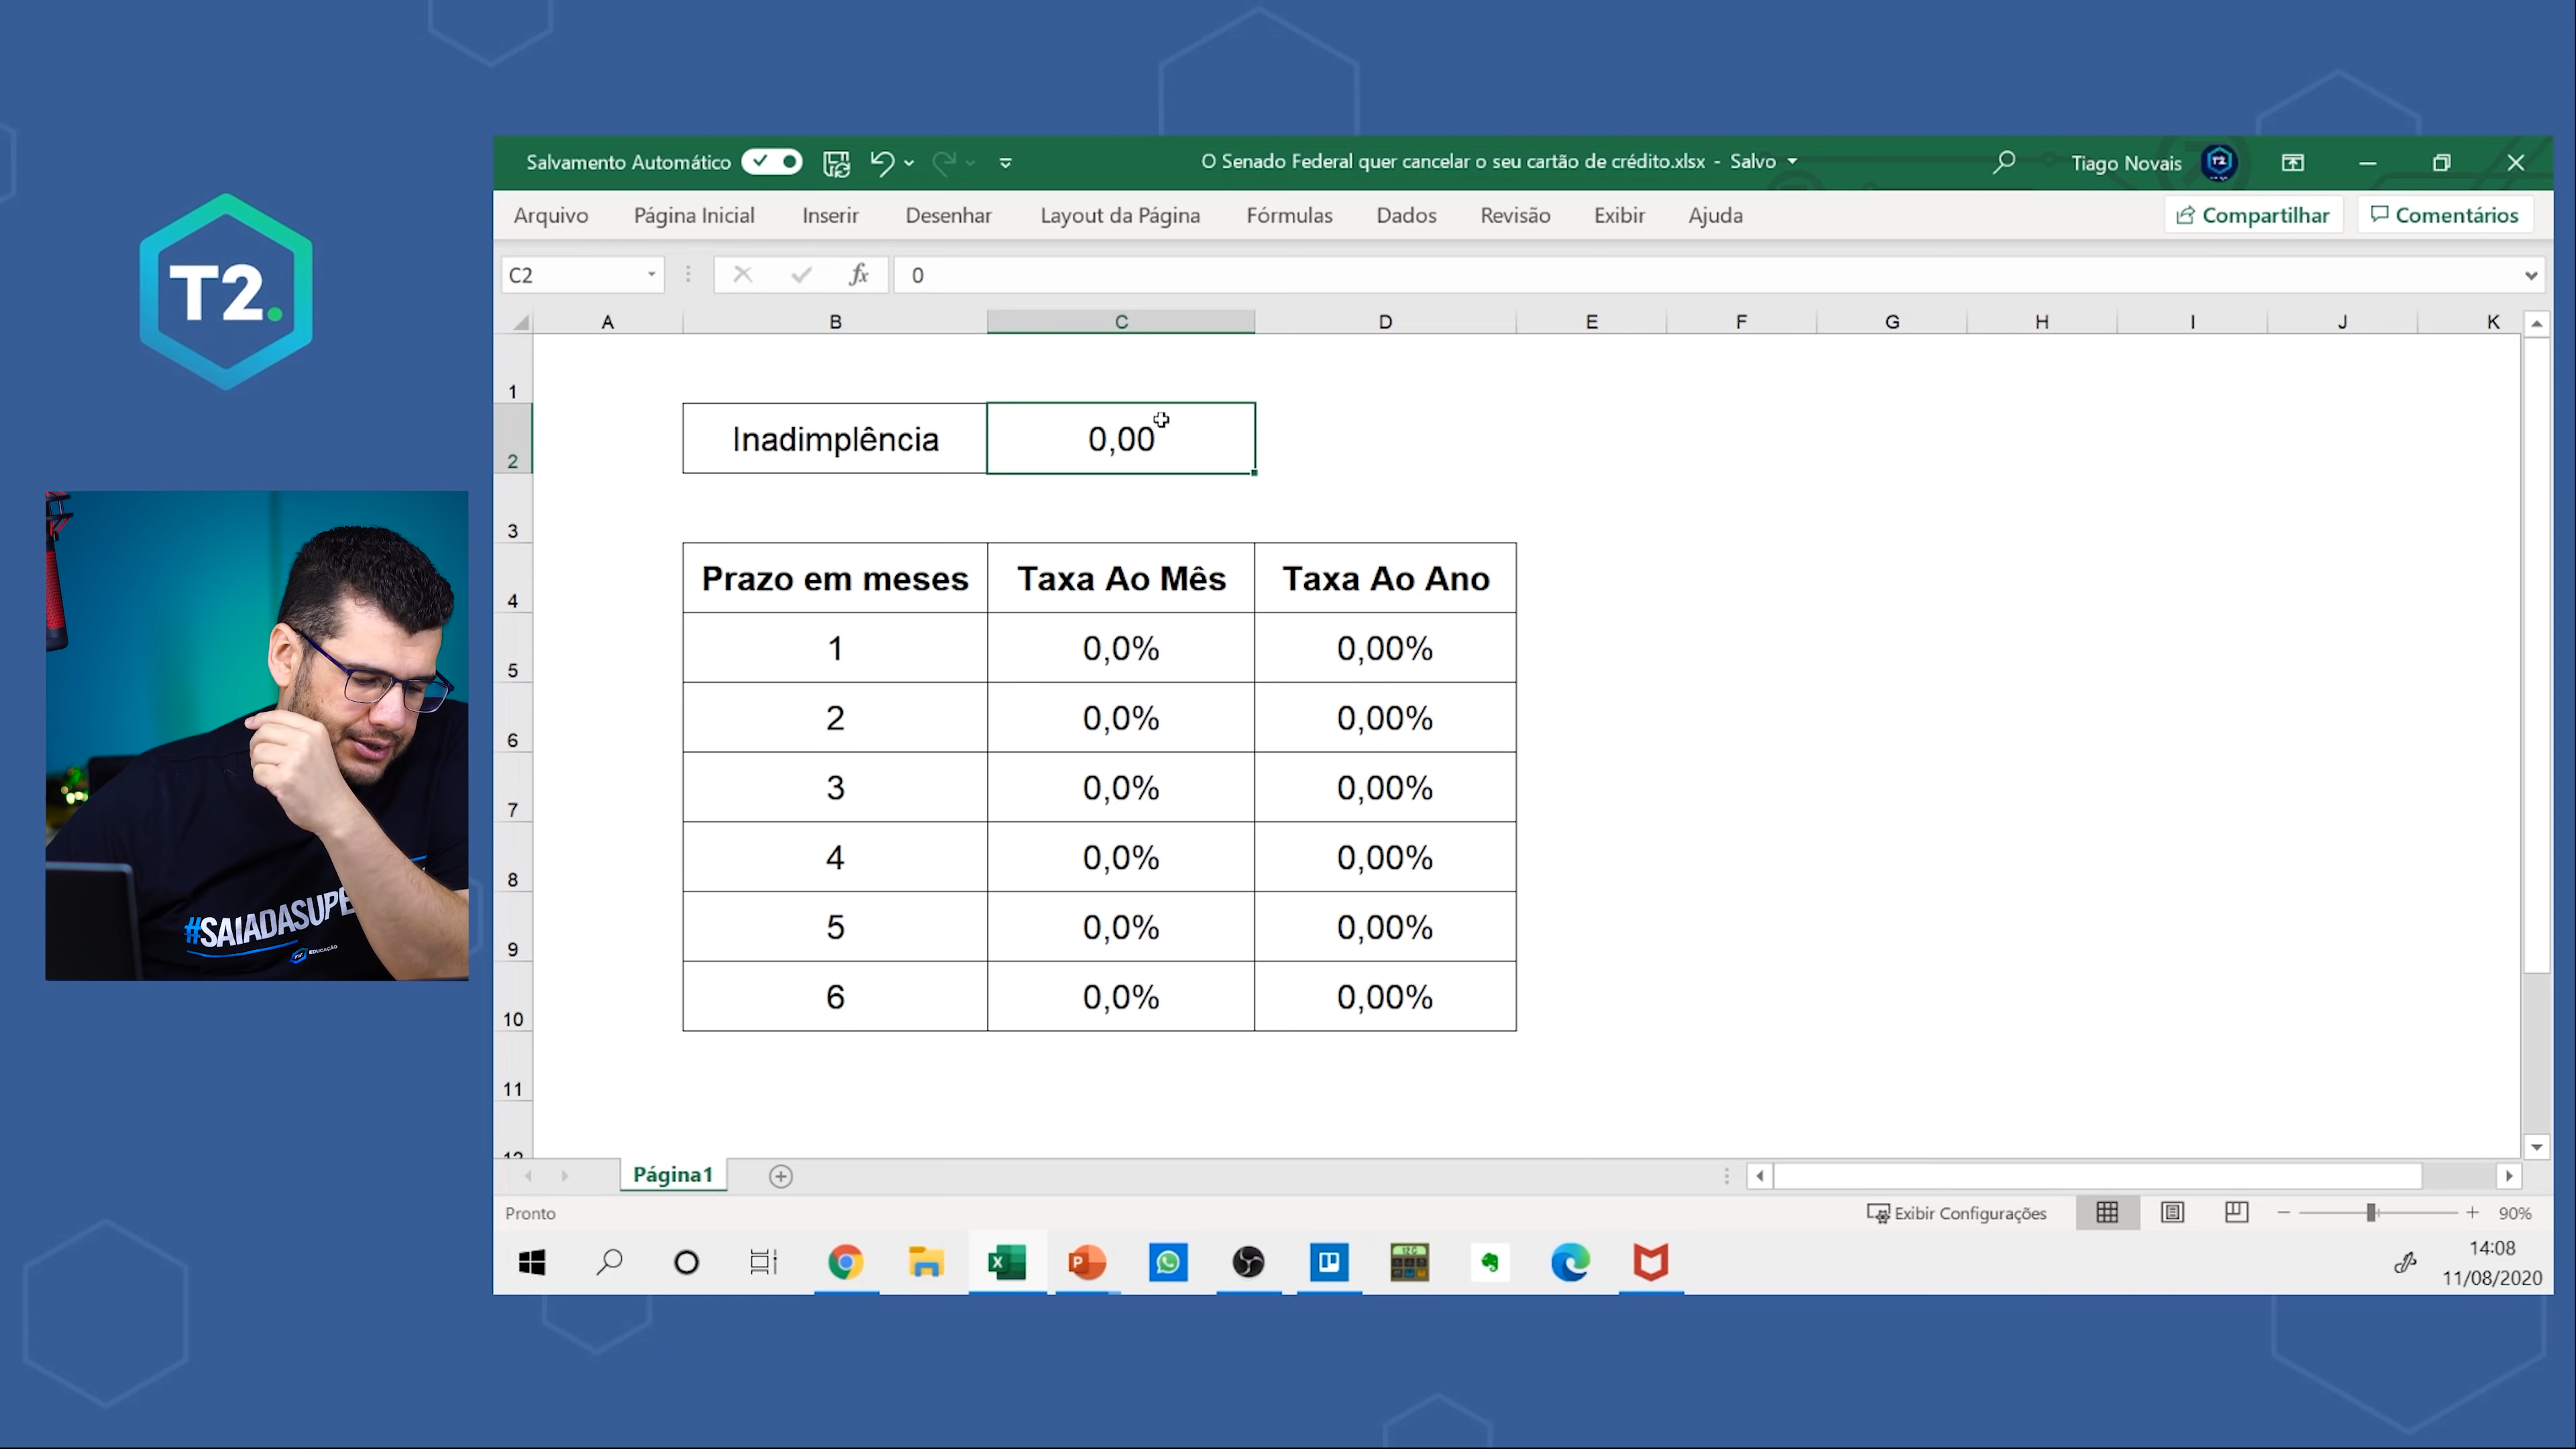 T2.
#SAIADASUPE
EDUCAÇÃO
Salvamento Automático
O Senado Federal quer cancelar o seu cartão de crédito.xlsx - Salvo
Tiago Novais
Arquivo Página Inicial Inserir Desenhar Layout da Página Fórmulas Dados Revisão Exibir Ajuda Compartilhar Comentários
C2 fx 0
A B C D E F G H I J K
1
2 Inadimplência 0,00
3
4 Prazo em meses Taxa Ao Mês Taxa Ao Ano
5 1 0,0% 0,00%
6 2 0,0% 0,00%
7 3 0,0% 0,00%
8 4 0,0% 0,00%
9 5 0,0% 0,00%
10 6 0,0% 0,00%
11
12
Página1
Pronto Exibir Configurações 90%
14:08
11/08/2020